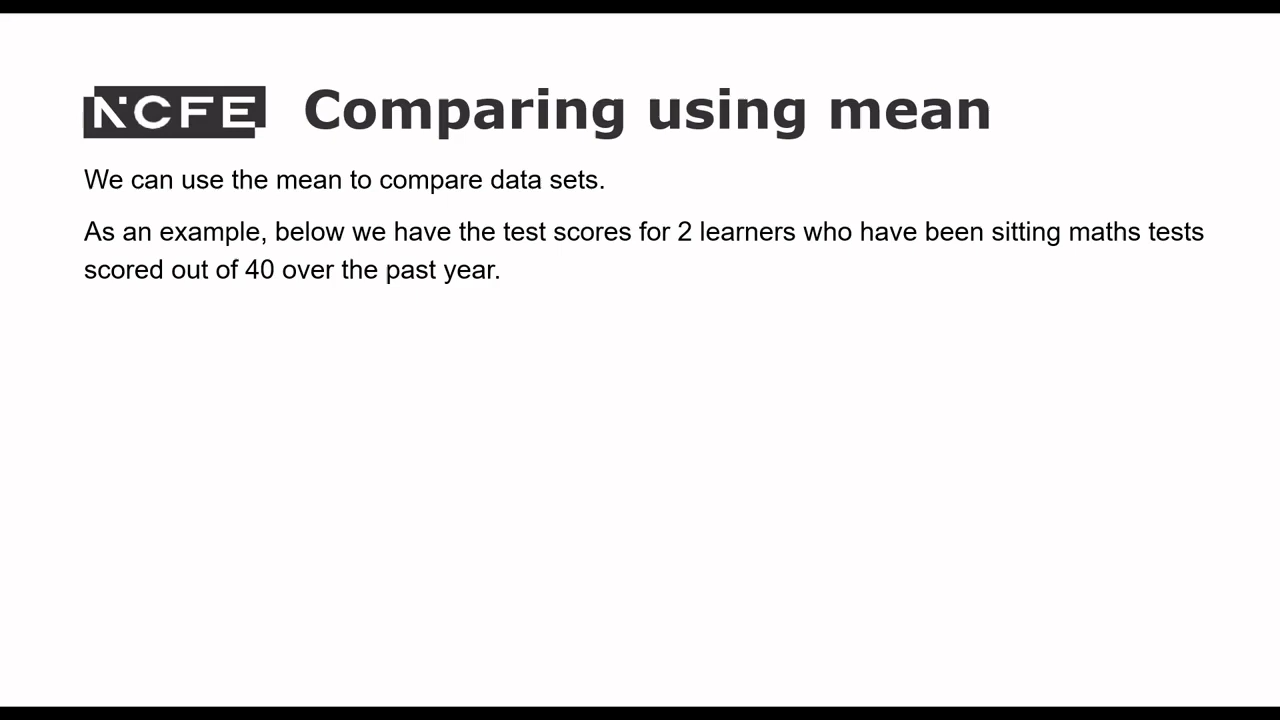 NCFE Comparing using mean
We can use the mean to compare data sets.
As an example, below we have the test scores for 2 learners who have been sitting maths tests
scored out of 40 over the past year.